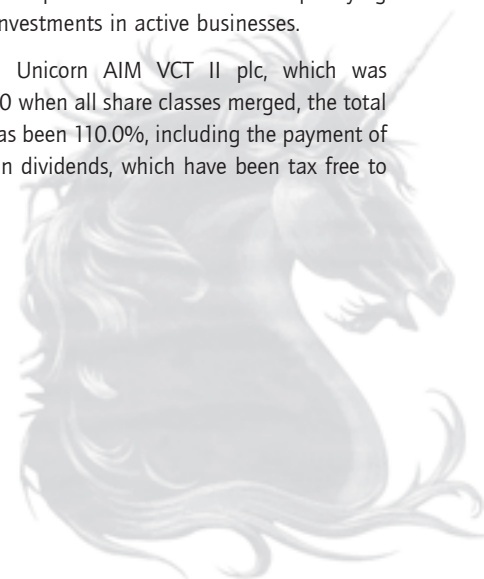 nvestments in active businesses.
Unicorn AIM VCT II plc, which was
0 when all share classes merged, the total
as been 110.0%, including the payment of
n dividends, which have been tax free to